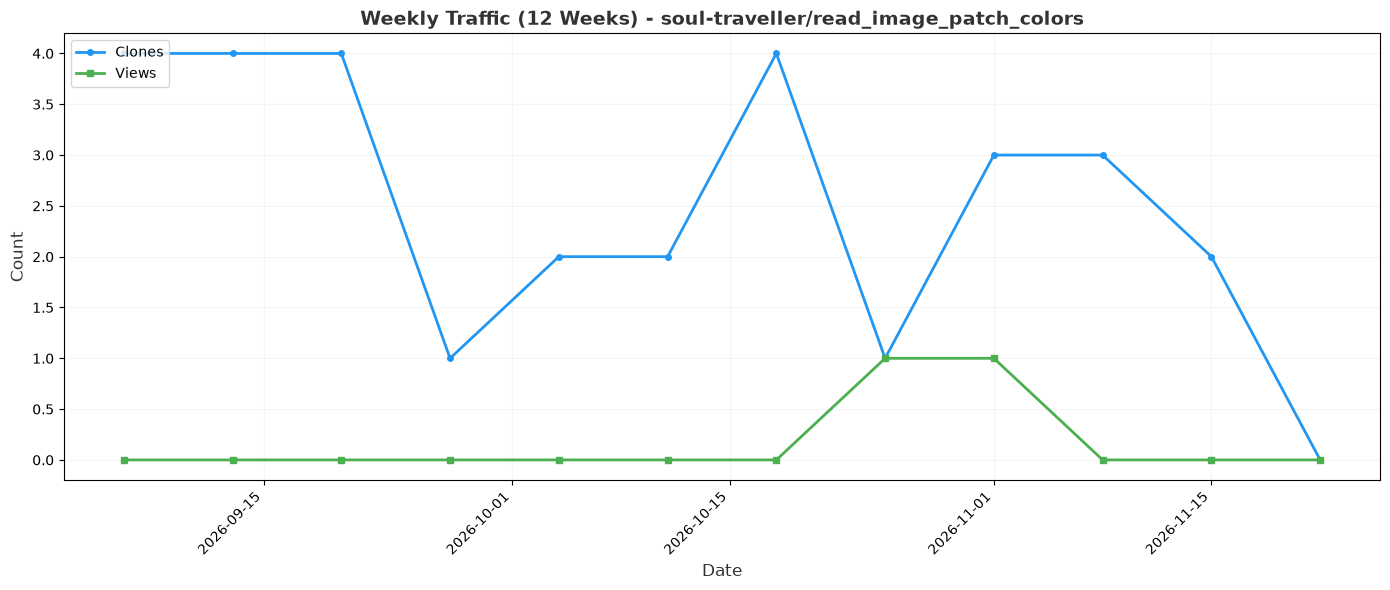 Weekly Traffic (12 Weeks) - soul-traveller/read_image_patch_colors
Clones
Views
4.0
3.5
3.0
2.5
2.0
1.5
1.0
0.5
0.0
Count
2026-09-15
2026-10-01
2026-10-15
2026-11-01
2026-11-15
Date